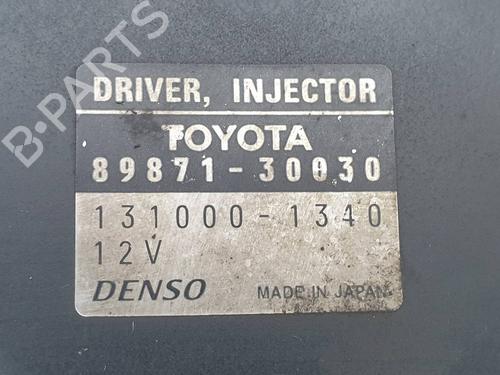 B-PARTS
DRIVER, INJECTOR
TOYOTA
89871-30030
131000-1340
12V
DENSO MADE IN JAPAN